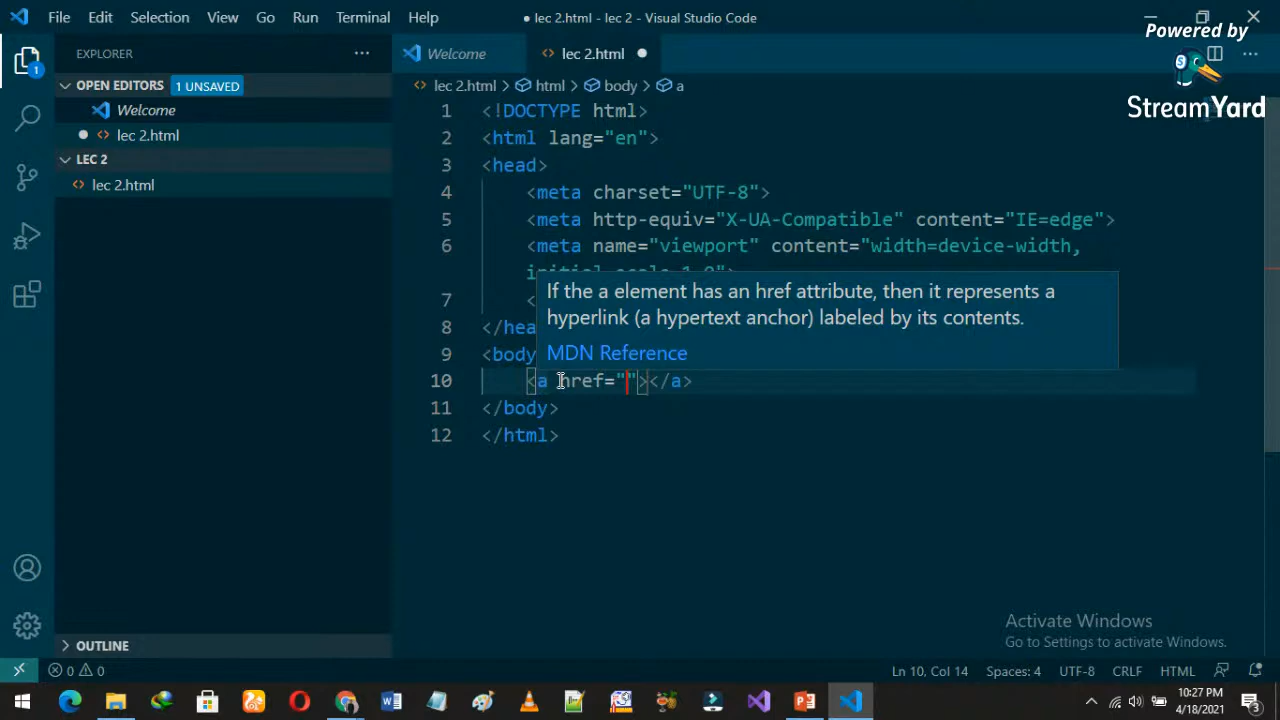 File Edit Selection View Go Run Terminal Help
● lec 2.html - lec 2 - Visual Studio Code
Powered by
StreamYard
EXPLORER
OPEN EDITORS 1 UNSAVED
Welcome
lec 2.html
LEC 2
lec 2.html
OUTLINE
1
Welcome
lec 2.html
lec 2.html > html > body > a
1 <!DOCTYPE html>
2 <html lang="en">
3 <head>
4 <meta charset="UTF-8">
5 <meta http-equiv="X-UA-Compatible" content="IE=edge">
6 <meta name="viewport" content="width=device-width,
7 <
8 </hea
9 <body
10 <a href=""></a>
11 </body>
12 </html>
If the a element has an href attribute, then it represents a
hyperlink (a hypertext anchor) labeled by its contents.
MDN Reference
Activate Windows
Go to Settings to activate Windows.
0 0
Ln 10, Col 14 Spaces: 4 UTF-8 CRLF HTML
10:27 PM
4/18/2021
3